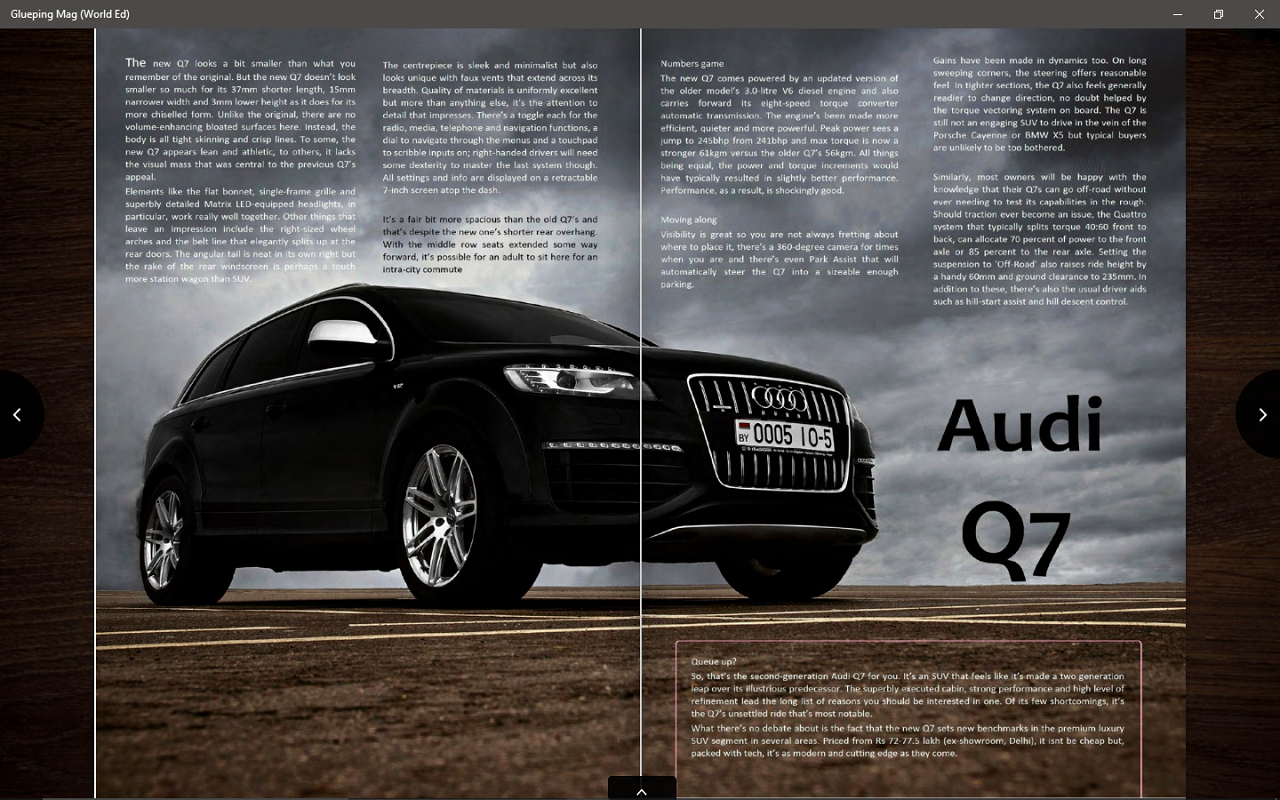 Glueping Mag (World Ed)
The new Q7 looks a bit smaller than what you
remember of the original. But the new Q7 doesn't look
smaller so much for its 37mm shorter length, 15mm
narrower width and 3mm lower height as it does for its
more chiselled form. Unlike the original, there are no
volume-enhancing bloated surfaces here. Instead, the
body is all tight skinning and crisp lines. To some, the
new Q7 appears lean and athletic, to others, it lacks
the visual mass that was central to the previous Q7's
appeal.
Elements like the flat bonnet, single-frame grille and
superbly detailed Matrix LED-equipped headlights, in
particular, work really well together. Other things that
leave an impression include the right-sized wheel
arches and the belt line that elegantly splits up at the
rear doors. The angular tail is neat in its own right but
the rake of the rear windscreen is perhaps a touch
more station wagon than SUV.
The centrepiece is sleek and minimalist but also
looks unique with faux vents that extend across its
breadth. Quality of materials is uniformly excellent
but more than anything else, it's the attention to
detail that impresses. There's a toggle each for the
radio, media, telephone and navigation functions, a
dial to navigate through the menus and a touchpad
to scribble inputs on; right-handed drivers will need
some dexterity to master the last system though.
All settings and info are displayed on a retractable
7-inch screen atop the dash.
It's a fair bit more spacious than the old Q7's and
that's despite the new one's shorter rear overhang.
With the middle row seats extended some way
forward, it's possible for an adult to sit here for an
intra-city commute
Numbers game
The new Q7 comes powered by an updated version of
the older model's 3.0-litre V6 diesel engine and also
carries forward its eight-speed torque converter
automatic transmission. The engine's been made more
efficient, quieter and more powerful. Peak power sees a
jump to 245bhp from 241bhp and max torque is now a
stronger 61kgm versus the older Q7's 56kgm. All things
being equal, the power and torque increments would
have typically resulted in slightly better performance.
Performance, as a result, is shockingly good.
Moving along
Visibility is great so you are not always fretting about
where to place it, there's a 360-degree camera for times
when you are and there's even Park Assist that will
automatically steer the Q7 into a sizeable enough
parking.
Gains have been made in dynamics too. On long
sweeping corners, the steering offers reasonable
feel. In tighter sections, the Q7 also feels generally
readier to change direction, no doubt helped by
the torque vectoring system on board. The Q7 is
still not an engaging SUV to drive in the vein of the
Porsche Cayenne or BMW X5 but typical buyers
are unlikely to be too bothered.
Similarly, most owners will be happy with the
knowledge that their Q7s can go off-road without
ever needing to test its capabilities in the rough.
Should traction ever become an issue, the Quattro
system that typically splits torque 40:60 front to
back, can allocate 70 percent of power to the front
axle or 85 percent to the rear axle. Setting the
suspension to 'Off-Road' also raises ride height by
a handy 60mm and ground clearance to 235mm. In
addition to these, there's also the usual driver aids
such as hill-start assist and hill descent control.
BY 0005 IO-5
Audi
Q7
Queue up?
So, that's the second-generation Audi Q7 for you. It's an SUV that feels like it's made a two generation
leap over its illustrious predecessor. The superbly executed cabin, strong performance and high level of
refinement lead the long list of reasons you should be interested in one. Of its few shortcomings, it's
the Q7's unsettled ride that's most notable.
What there's no debate about is the fact that the new Q7 sets new benchmarks in the premium luxury
SUV segment in several areas. Priced from Rs 72-77.5 lakh (ex-showroom, Delhi), it isnt be cheap but,
packed with tech, it's as modern and cutting edge as they come.